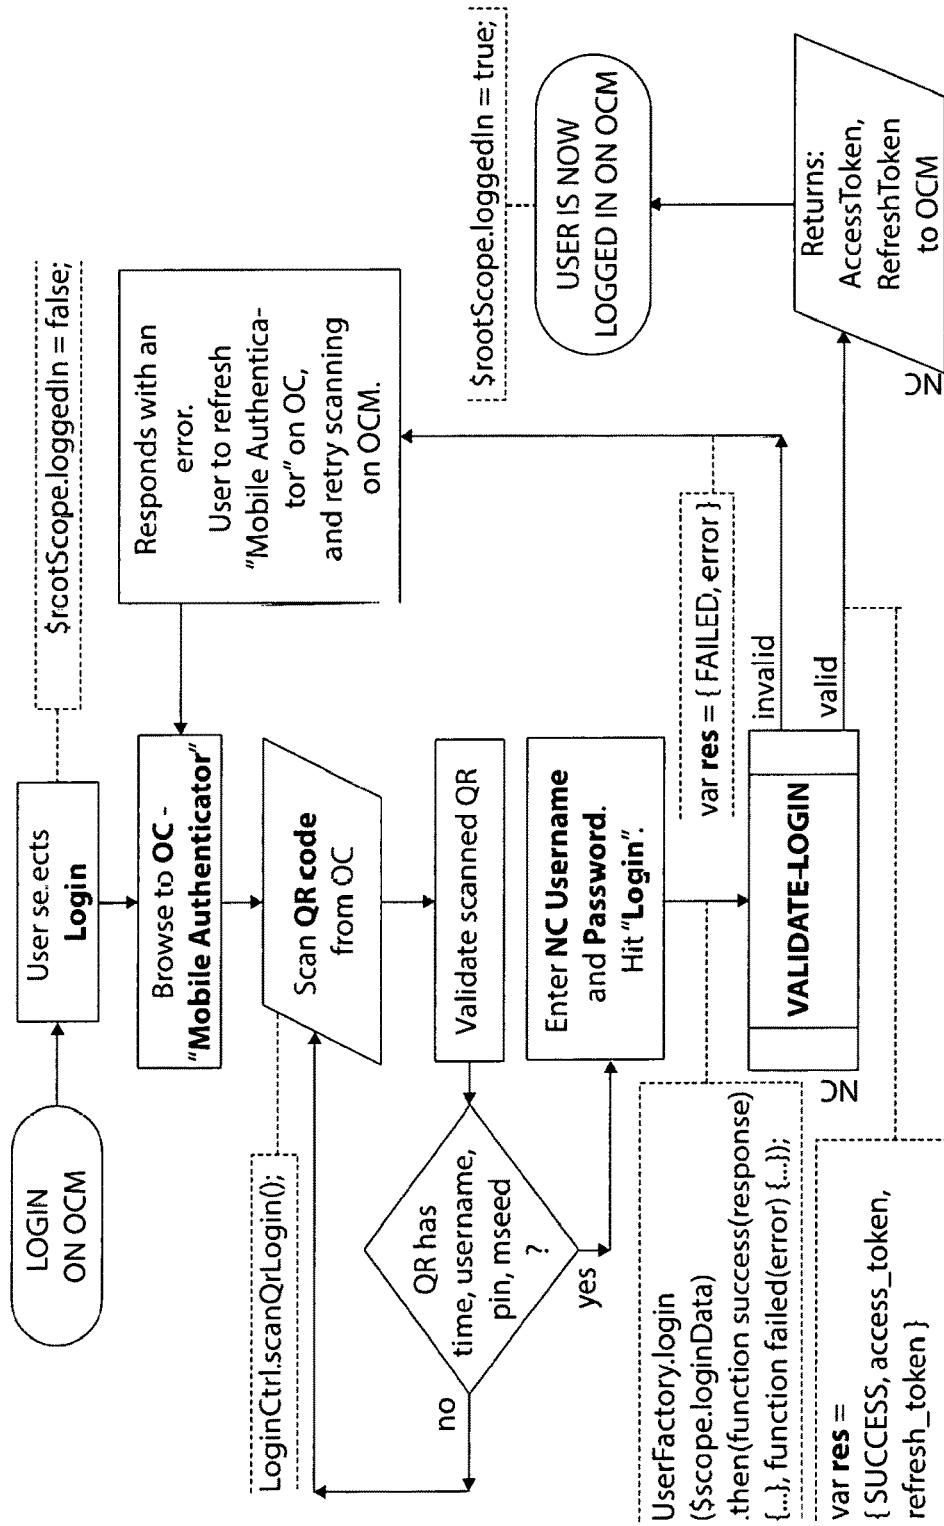 LOGIN
ON OCM
User se.ects
Login
$rootScope.loggedIn = false;
Browse to OC -
"Mobile Authenticator"
Responds with an
error.
User to refresh
"Mobile Authentica-
tor" on OC,
and retry scanning
on OCM.
LoginCtrl.scanQrLogin();
Scan QR code
from OC
Validate scanned QR
QR has
time, username,
pin, mseed
?
no
yes
Enter NC Username
and Password.
Hit "Login".
UserFactory.login
($scope.loginData)
.then(function success(response)
{...}, function failed(error) {...});
var res = { FAILED, error }
VALIDATE-LOGIN
NC
invalid
valid
var res =
{ SUCCESS, access_token,
refresh_token }
Returns:
AccessToken,
RefreshToken
to OCM
NC
USER IS NOW
LOGGED IN ON OCM
$rootScope.loggedIn = true;